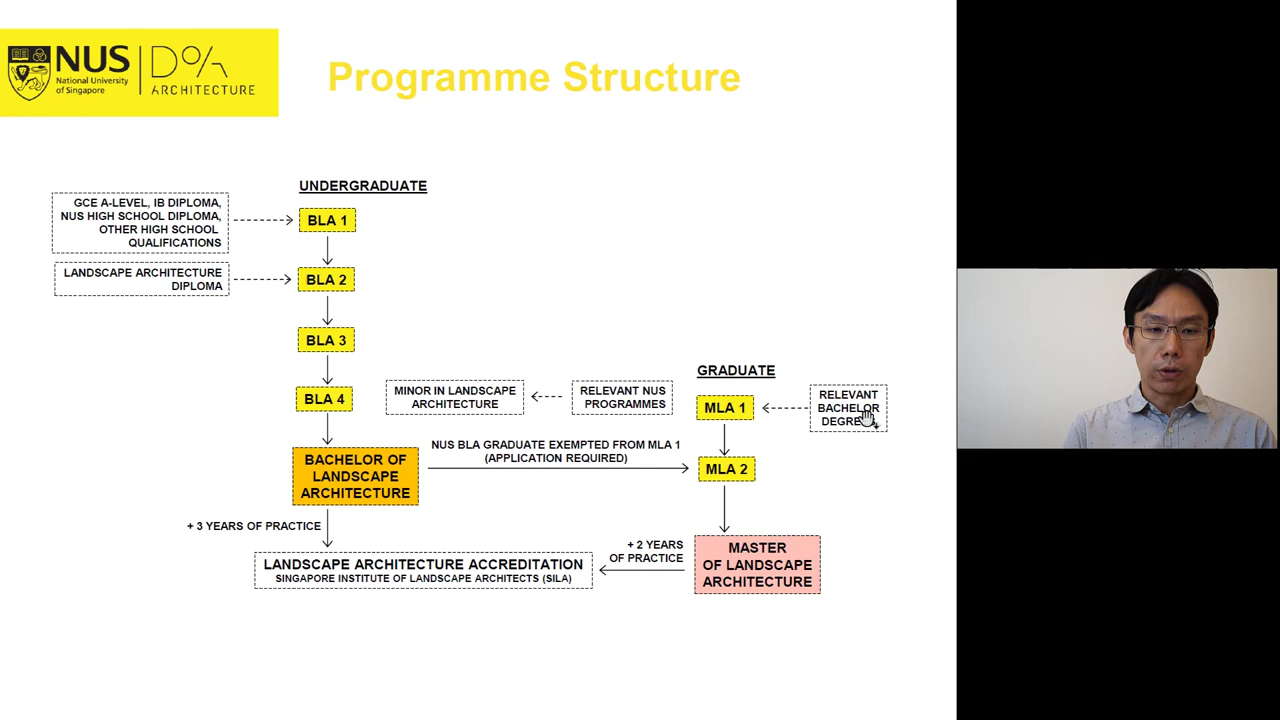 NUS
National University
of Singapore
DOA
ARCHITECTURE
Programme Structure
UNDERGRADUATE
GCE A-LEVEL, IB DIPLOMA,
NUS HIGH SCHOOL DIPLOMA,
OTHER HIGH SCHOOL
QUALIFICATIONS
BLA 1
LANDSCAPE ARCHITECTURE
DIPLOMA
BLA 2
BLA 3
BLA 4
MINOR IN LANDSCAPE
ARCHITECTURE
RELEVANT NUS
PROGRAMMES
GRADUATE
MLA 1
RELEVANT
BACHELOR
DEGREE
BACHELOR OF
LANDSCAPE
ARCHITECTURE
NUS BLA GRADUATE EXEMPTED FROM MLA 1
(APPLICATION REQUIRED)
MLA 2
+ 3 YEARS OF PRACTICE
LANDSCAPE ARCHITECTURE ACCREDITATION
SINGAPORE INSTITUTE OF LANDSCAPE ARCHITECTS (SILA)
+ 2 YEARS
OF PRACTICE
MASTER
OF LANDSCAPE
ARCHITECTURE